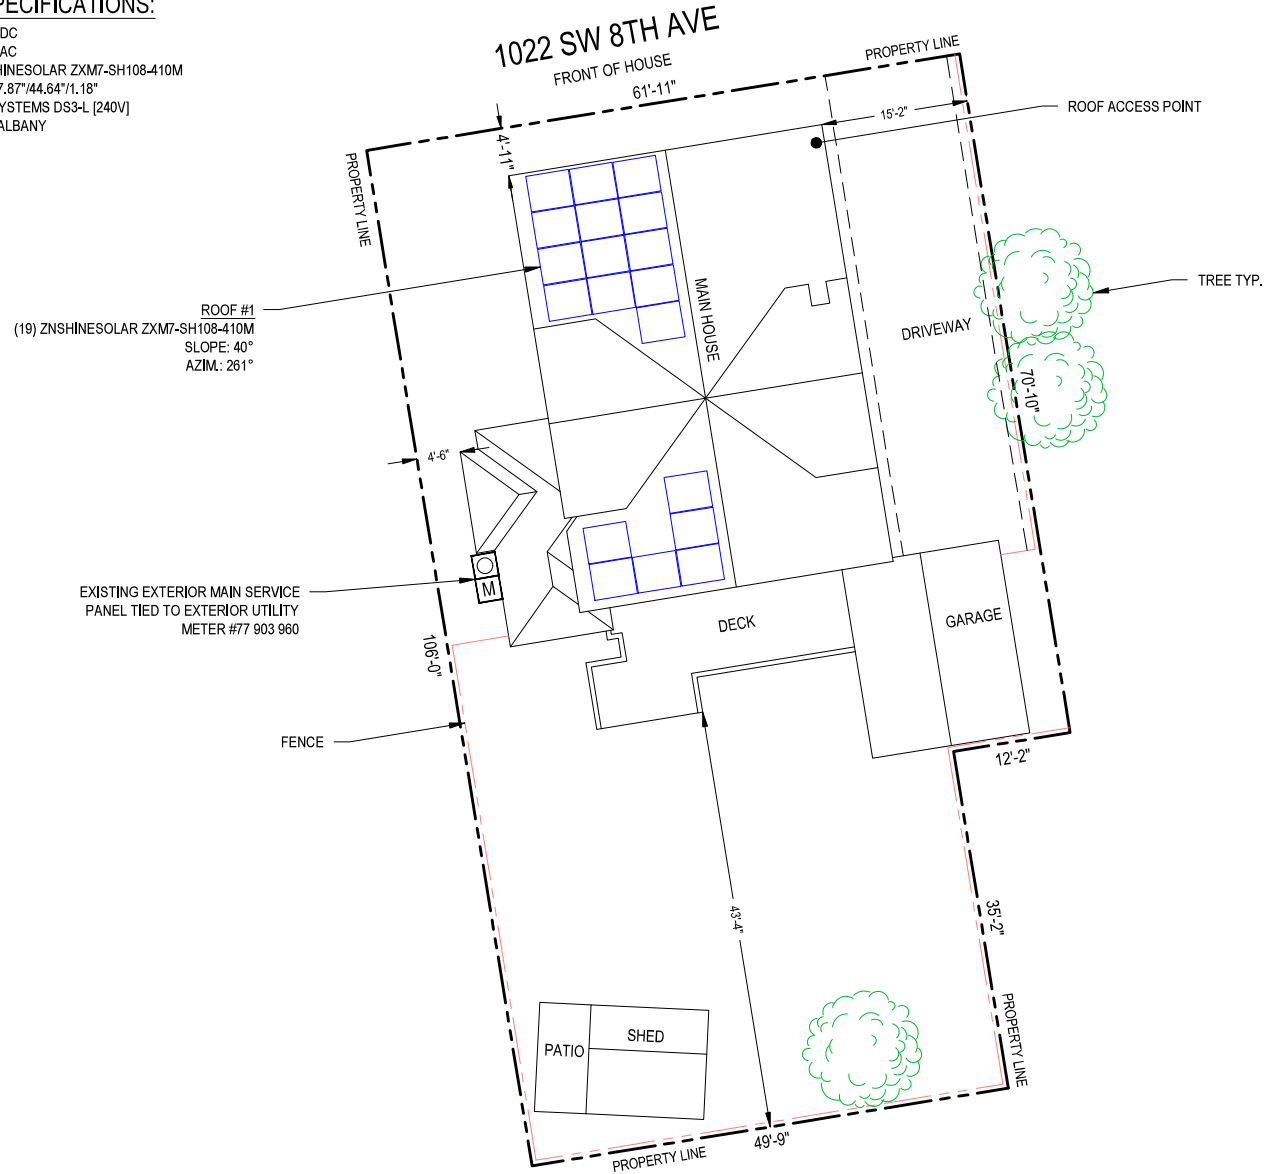 PECIFICATIONS:
DC
AC
HINESOLAR ZXM7-SH108-410M
7.87"/44.64"/1.18"
YSTEMS DS3-L [240V]
ALBANY
1022 SW 8TH AVE
FRONT OF HOUSE
61'-11"
PROPERTY LINE
15'-2"
ROOF ACCESS POINT
4'-11"
PROPERTY LINE
TREE TYP.
ROOF #1
(19) ZNSHINESOLAR ZXM7-SH108-410M
SLOPE: 40°
AZIM.: 261°
MAIN HOUSE
DRIVEWAY
70'-10"
4'-6"
EXISTING EXTERIOR MAIN SERVICE
PANEL TIED TO EXTERIOR UTILITY
METER #77 903 960
M
DECK
GARAGE
106'-0"
FENCE
12'-2"
43'-4"
35'-2"
PROPERTY LINE
SHED
PATIO
49'-9"
PROPERTY LINE